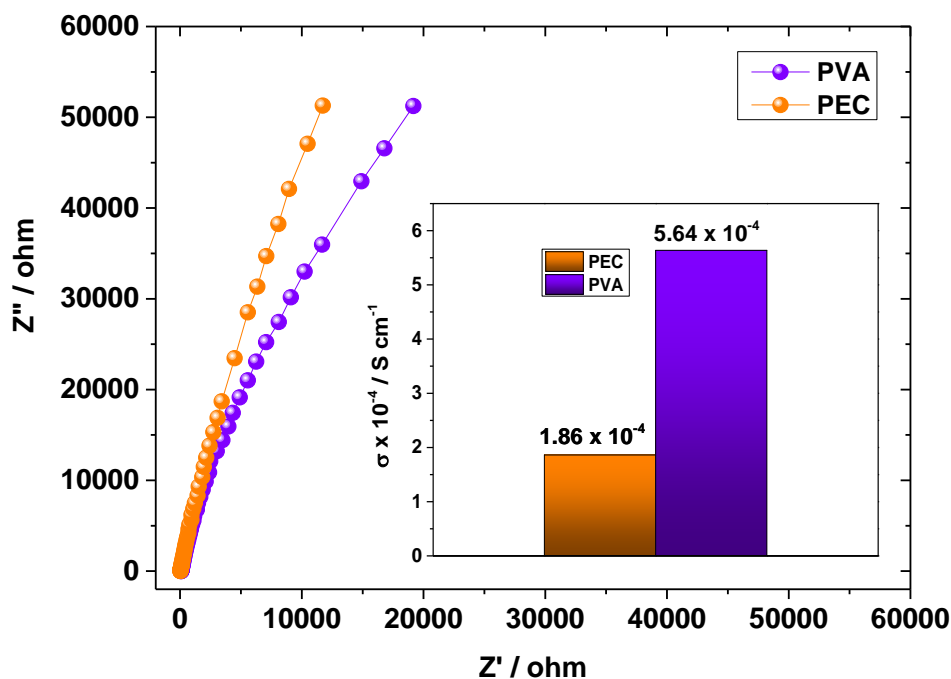 60000
50000
40000
30000
20000
10000
0
Z" / ohm
PVA
PEC
6
5
4
3
2
1
0
σ x 10⁻⁴ / S cm⁻¹
PEC
PVA
5.64 x 10⁻⁴
1.86 x 10⁻⁴
0 10000 20000 30000 40000 50000 60000
Z' / ohm